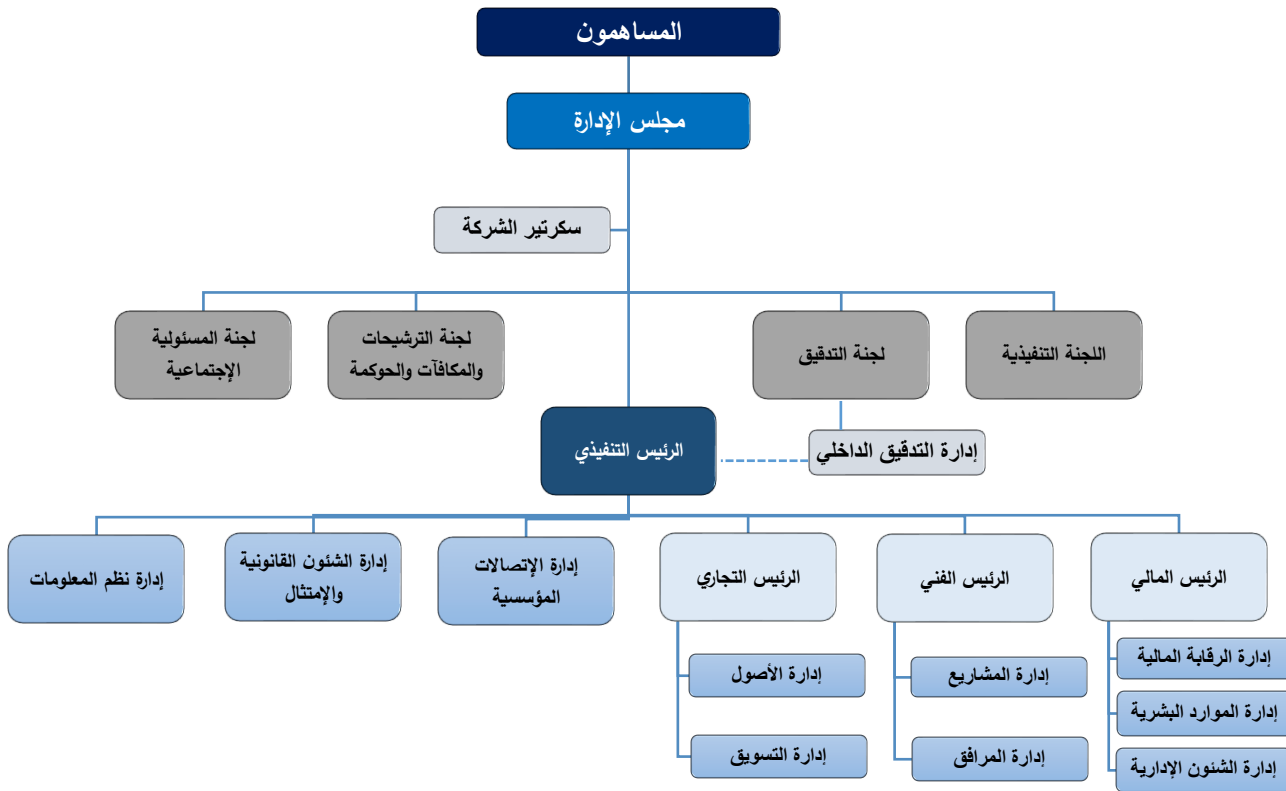 المساهمون
مجلس الإدارة
سكرتير الشركة
اللجنة التنفيذية
لجنة التدقيق
لجنة الترشيحات
والمكافآت والحوكمة
لجنة المسئولية
الإجتماعية
الرئيس التنفيذي
إدارة التدقيق الداخلي
الرئيس المالي
الرئيس الفني
الرئيس التجاري
إدارة الإتصالات
المؤسسية
إدارة الشئون القانونية
والإمتثال
إدارة نظم المعلومات
إدارة الرقابة المالية
إدارة الموارد البشرية
إدارة الشئون الإدارية
إدارة المشاريع
إدارة المرافق
إدارة الأصول
إدارة التسويق